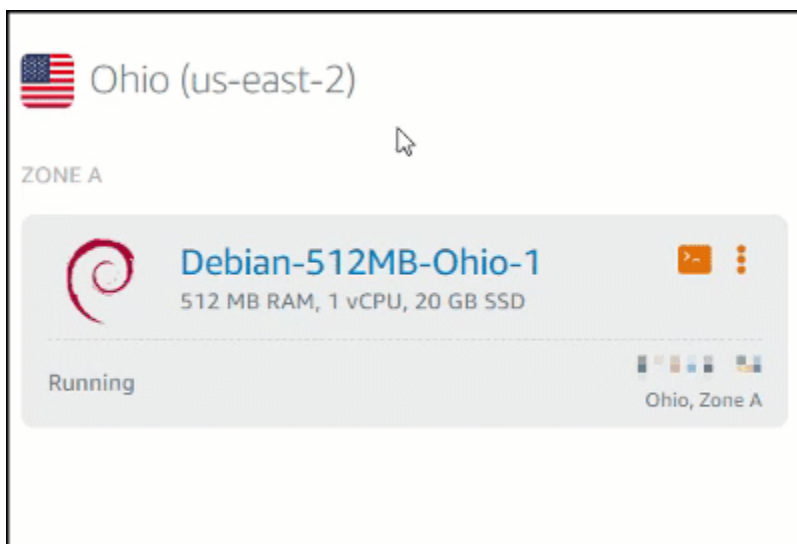 Ohio (us-east-2)
ZONE A
Debian-512MB-Ohio-1
512 MB RAM, 1 vCPU, 20 GB SSD
Running
Ohio, Zone A